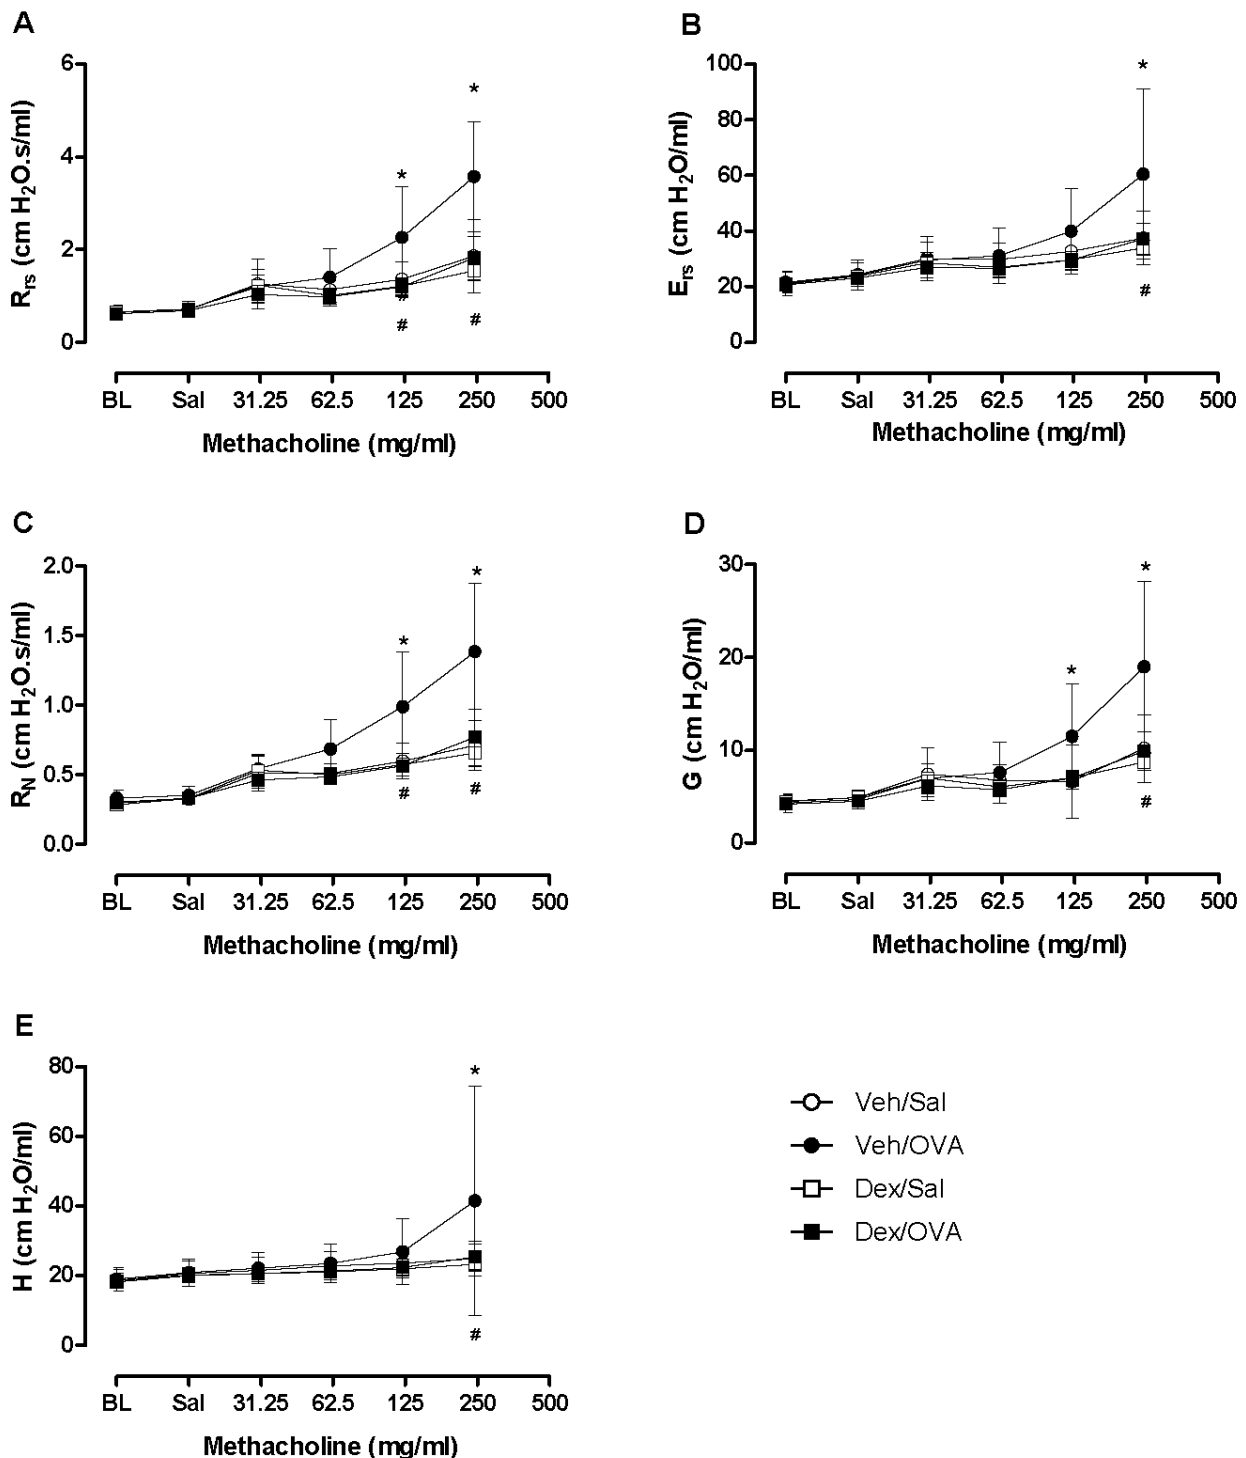 A
6
4
2
0
Rrs (cm H2O.s/ml)
*
*
#
#
#
BL Sal 31.25 62.5 125 250 500
Methacholine (mg/ml)
B
100
80
60
40
20
0
Ers (cm H2O/ml)
*
#
BL Sal 31.25 62.5 125 250 500
Methacholine (mg/ml)
C
2.0
1.5
1.0
0.5
0.0
RN (cm H2O.s/ml)
*
*
#
#
BL Sal 31.25 62.5 125 250 500
Methacholine (mg/ml)
D
30
20
10
0
G (cm H2O/ml)
*
*
#
BL Sal 31.25 62.5 125 250 500
Methacholine (mg/ml)
E
80
60
40
20
0
H (cm H2O/ml)
*
#
BL Sal 31.25 62.5 125 250 500
Methacholine (mg/ml)
Veh/Sal
Veh/OVA
Dex/Sal
Dex/OVA